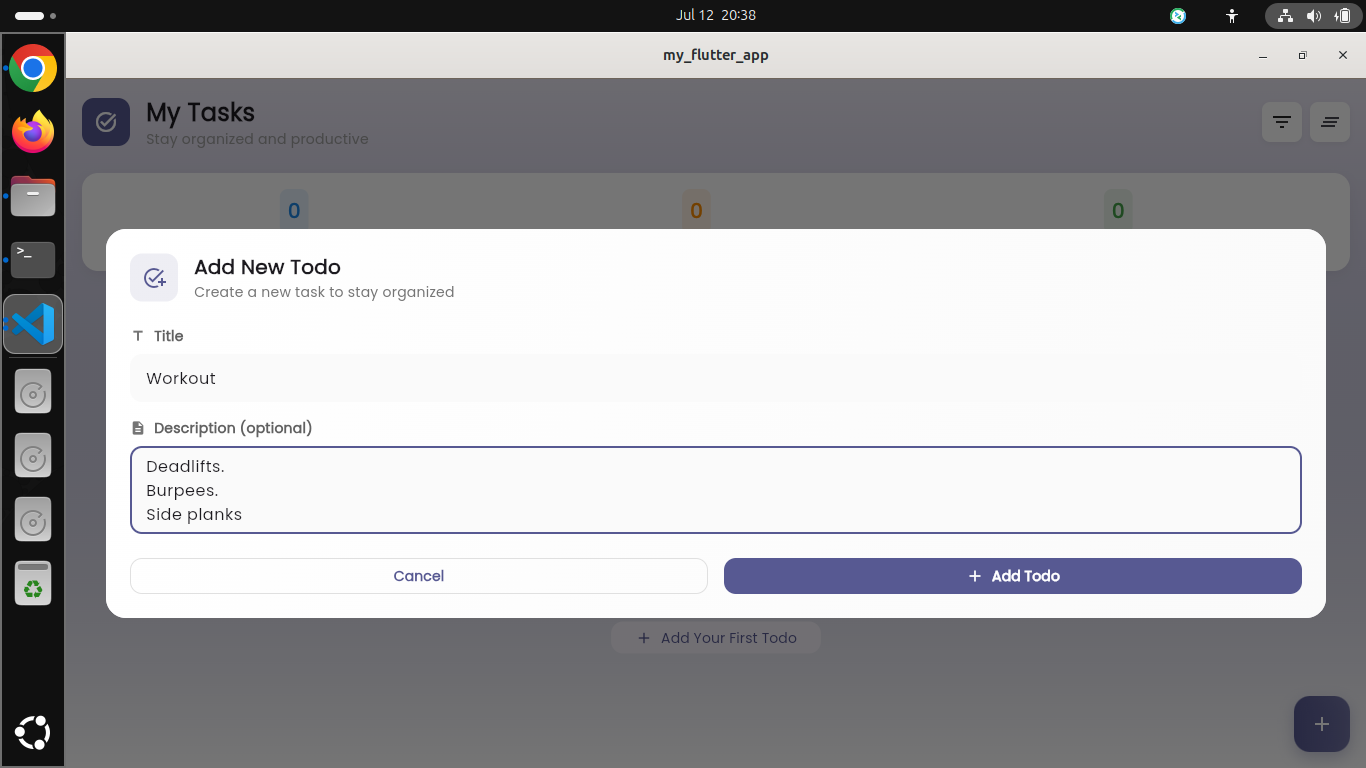 Jul 12 20:38
my_flutter_app
My Tasks
Stay organized and productive
0 0 0
Add New Todo
Create a new task to stay organized
Title
Workout
Description (optional)
Deadlifts.
Burpees.
Side planks
Cancel
+ Add Todo
+ Add Your First Todo